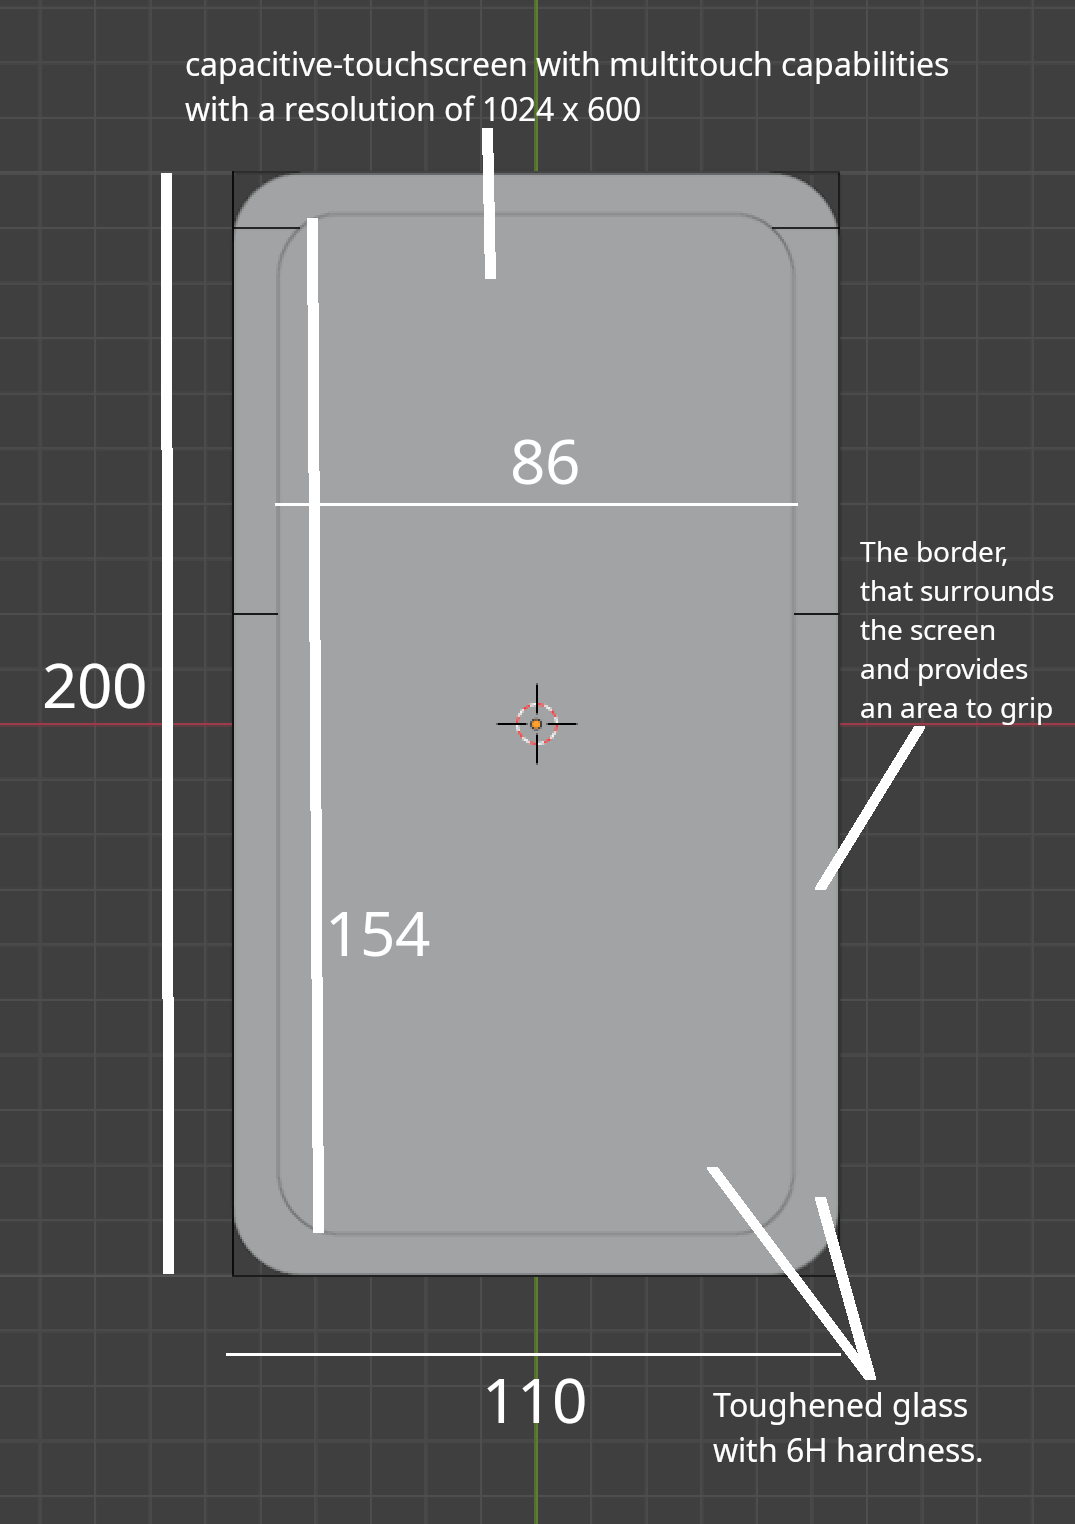 capacitive-touchscreen with multitouch capabilities
with a resolution of 1024 x 600
86
The border,
that surrounds
the screen
and provides
an area to grip
200
154
110
Toughened glass
with 6H hardness.